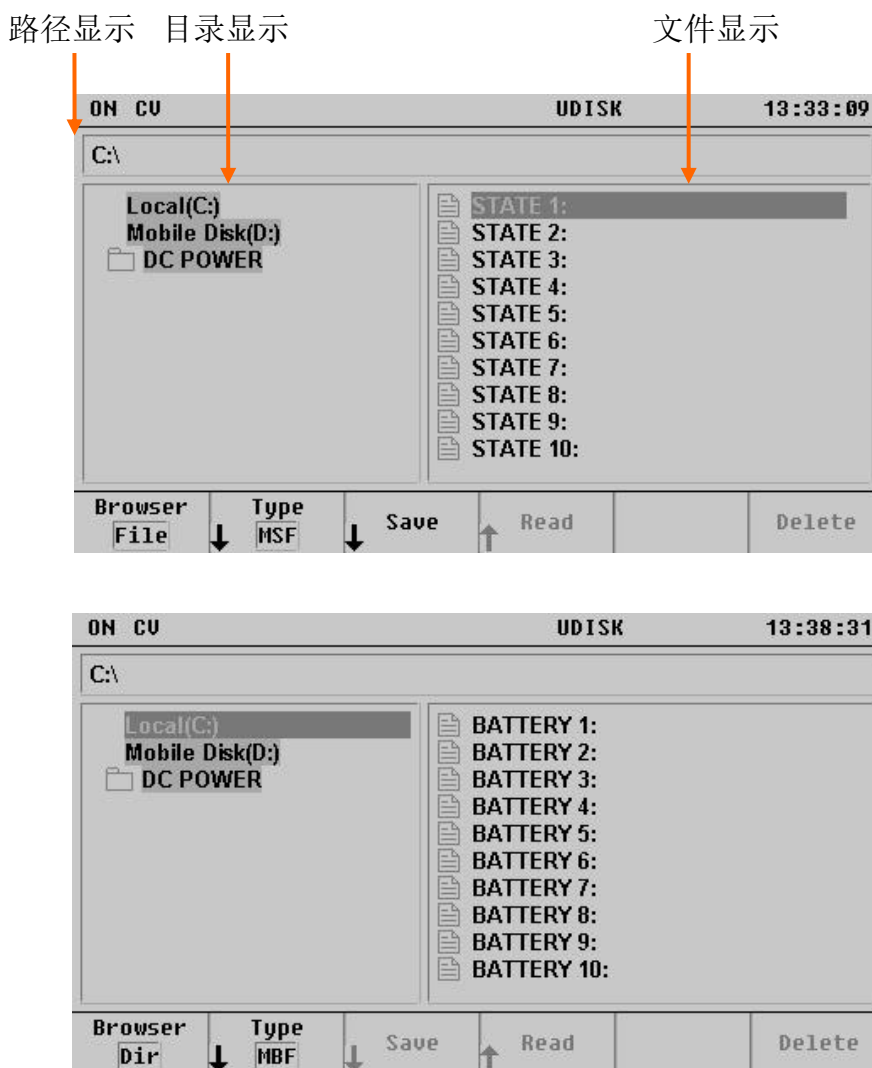 路径显示 目录显示 文件显示
ON CV UDISK 13:33:09
C:\
Local(C:)
Mobile Disk(D:)
DC POWER
STATE 1:
STATE 2:
STATE 3:
STATE 4:
STATE 5:
STATE 6:
STATE 7:
STATE 8:
STATE 9:
STATE 10:
Browser Type Save Read Delete
File MSF
ON CV UDISK 13:38:31
C:\
Local(C:)
Mobile Disk(D:)
DC POWER
BATTERY 1:
BATTERY 2:
BATTERY 3:
BATTERY 4:
BATTERY 5:
BATTERY 6:
BATTERY 7:
BATTERY 8:
BATTERY 9:
BATTERY 10:
Browser Type Save Read Delete
Dir MBF